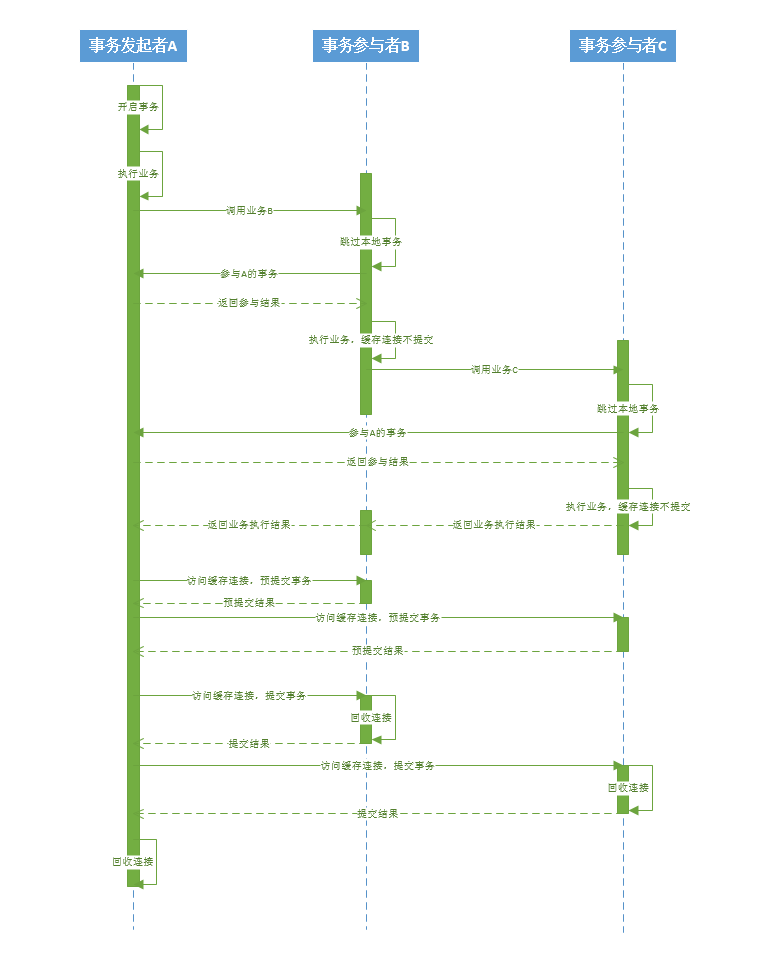 事务发起者A
事务参与者B
事务参与者C
开启事务
执行业务
调用业务B
跳过本地事务
参与A的事务
返回参与结果
执行业务，缓存连接不提交
调用业务C
跳过本地事务
参与A的事务
返回参与结果
执行业务，缓存连接不提交
返回业务执行结果
返回业务执行结果
访问缓存连接，预提交事务
预提交结果
访问缓存连接，预提交事务
预提交结果
访问缓存连接，提交事务
回收连接
提交结果
访问缓存连接，提交事务
回收连接
提交结果
回收连接